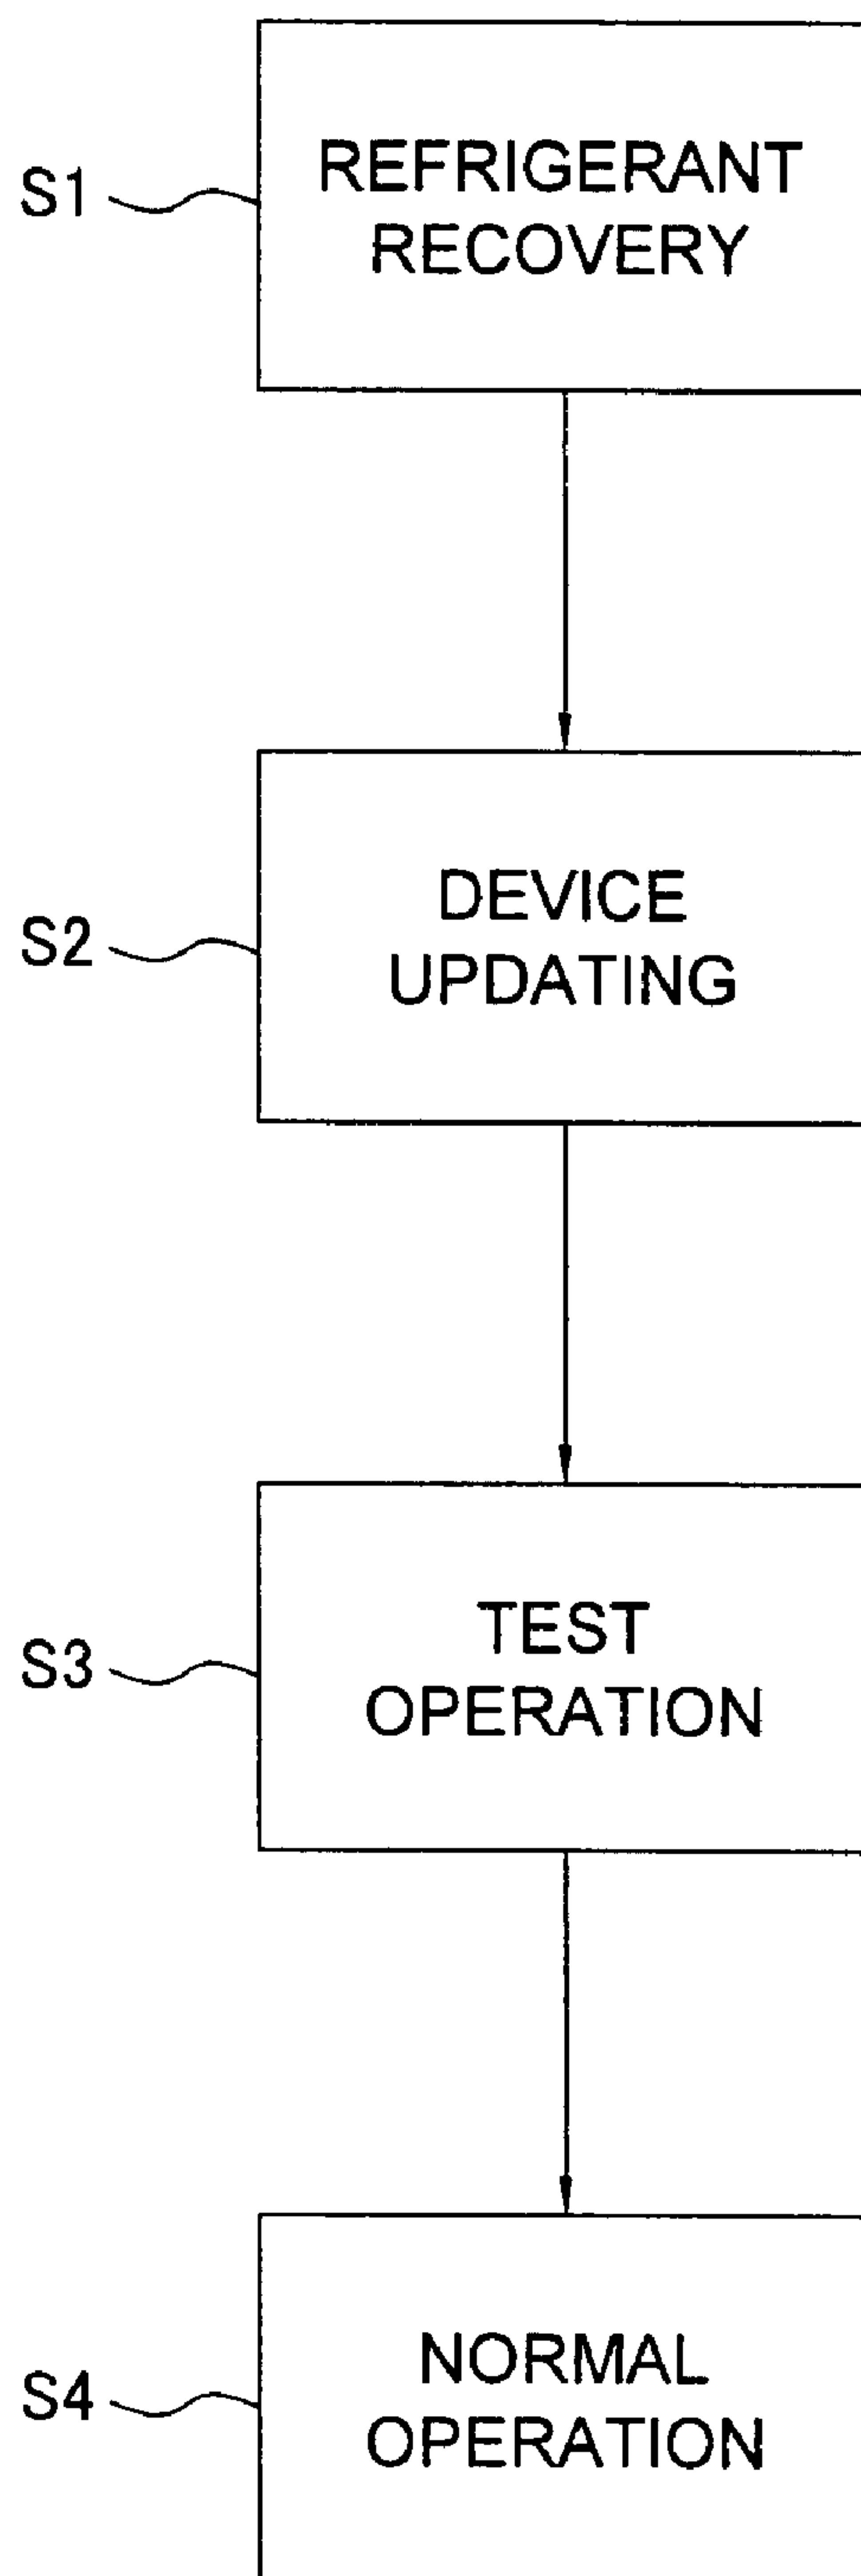 S1
REFRIGERANT
RECOVERY
S2
DEVICE
UPDATING
S3
TEST
OPERATION
S4
NORMAL
OPERATION